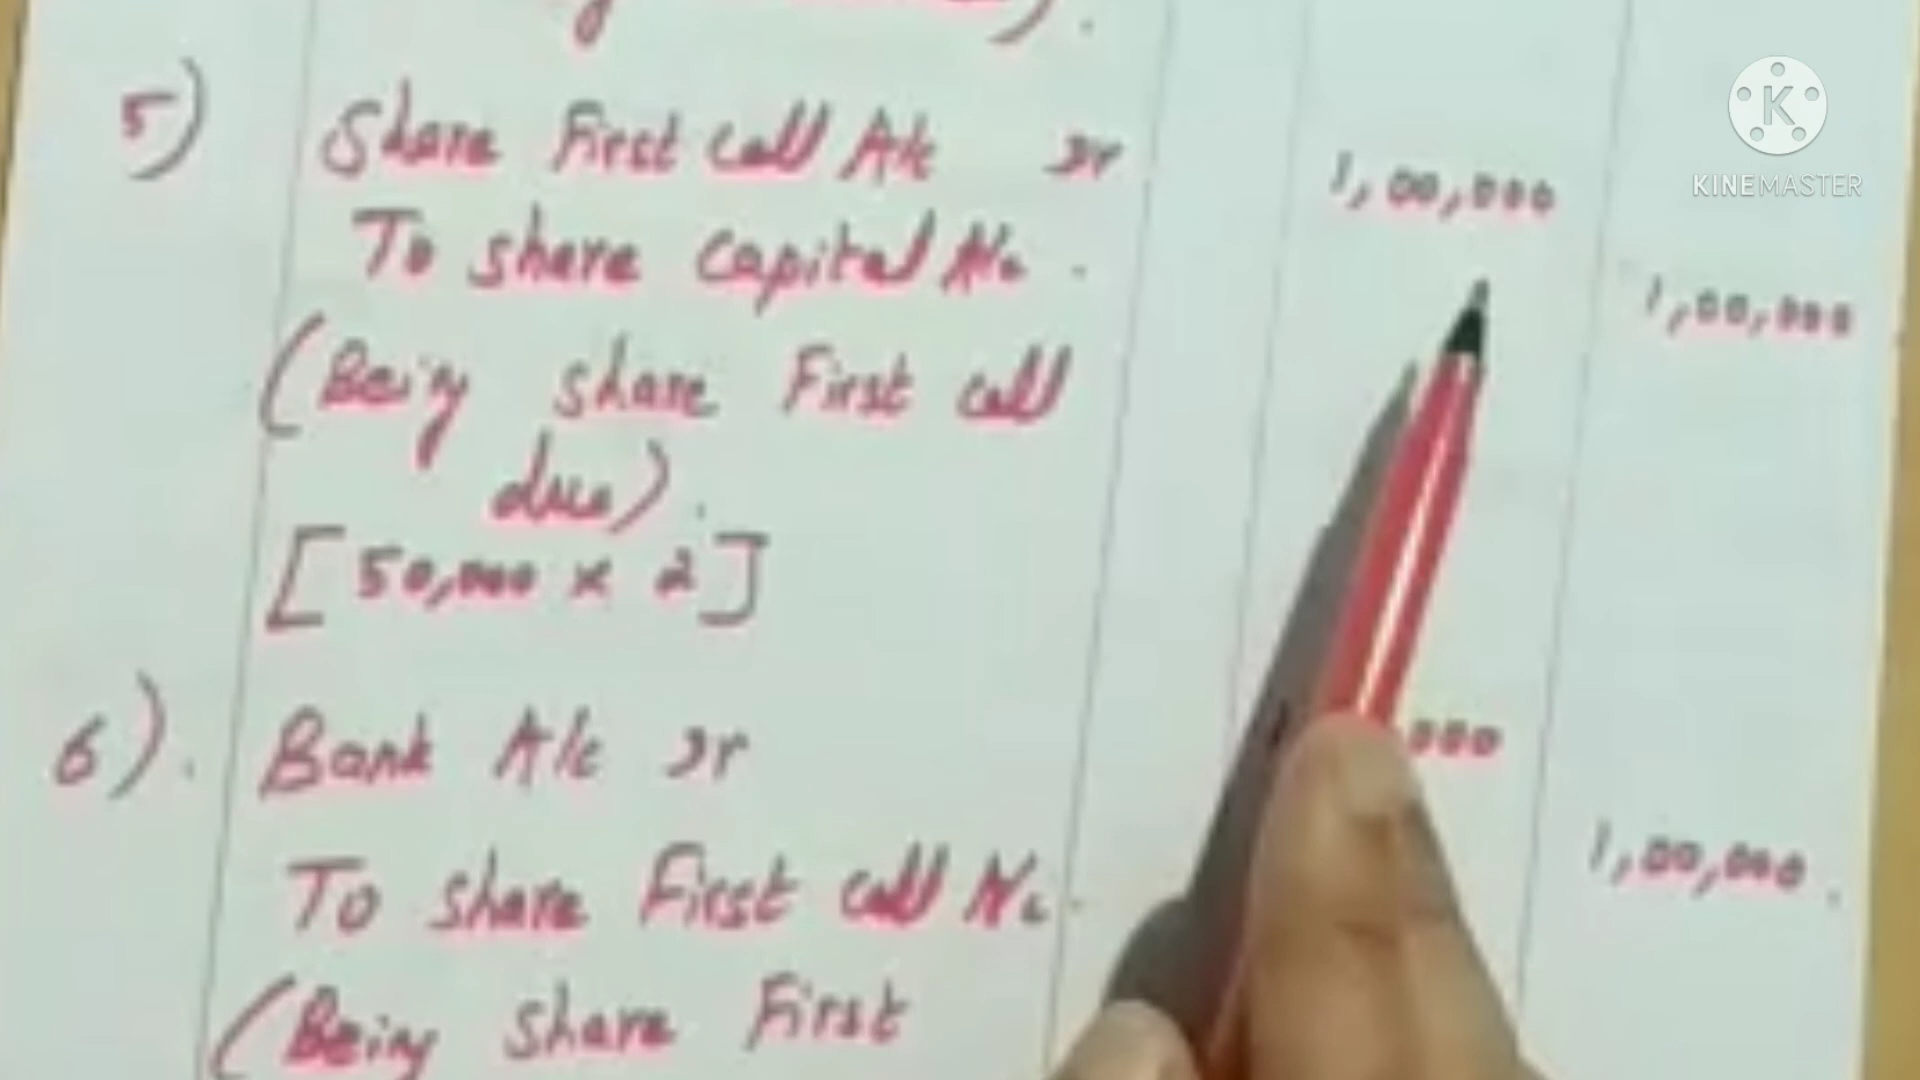 5) Share First call A/c Dr 1,00,000
To share capital A/c. 1,00,000
(Being share First call
due).
[50,000 x 2]
6). Bank A/c Dr 000
To share First call A/c. 1,00,000.
(Being share First
KINEMASTER